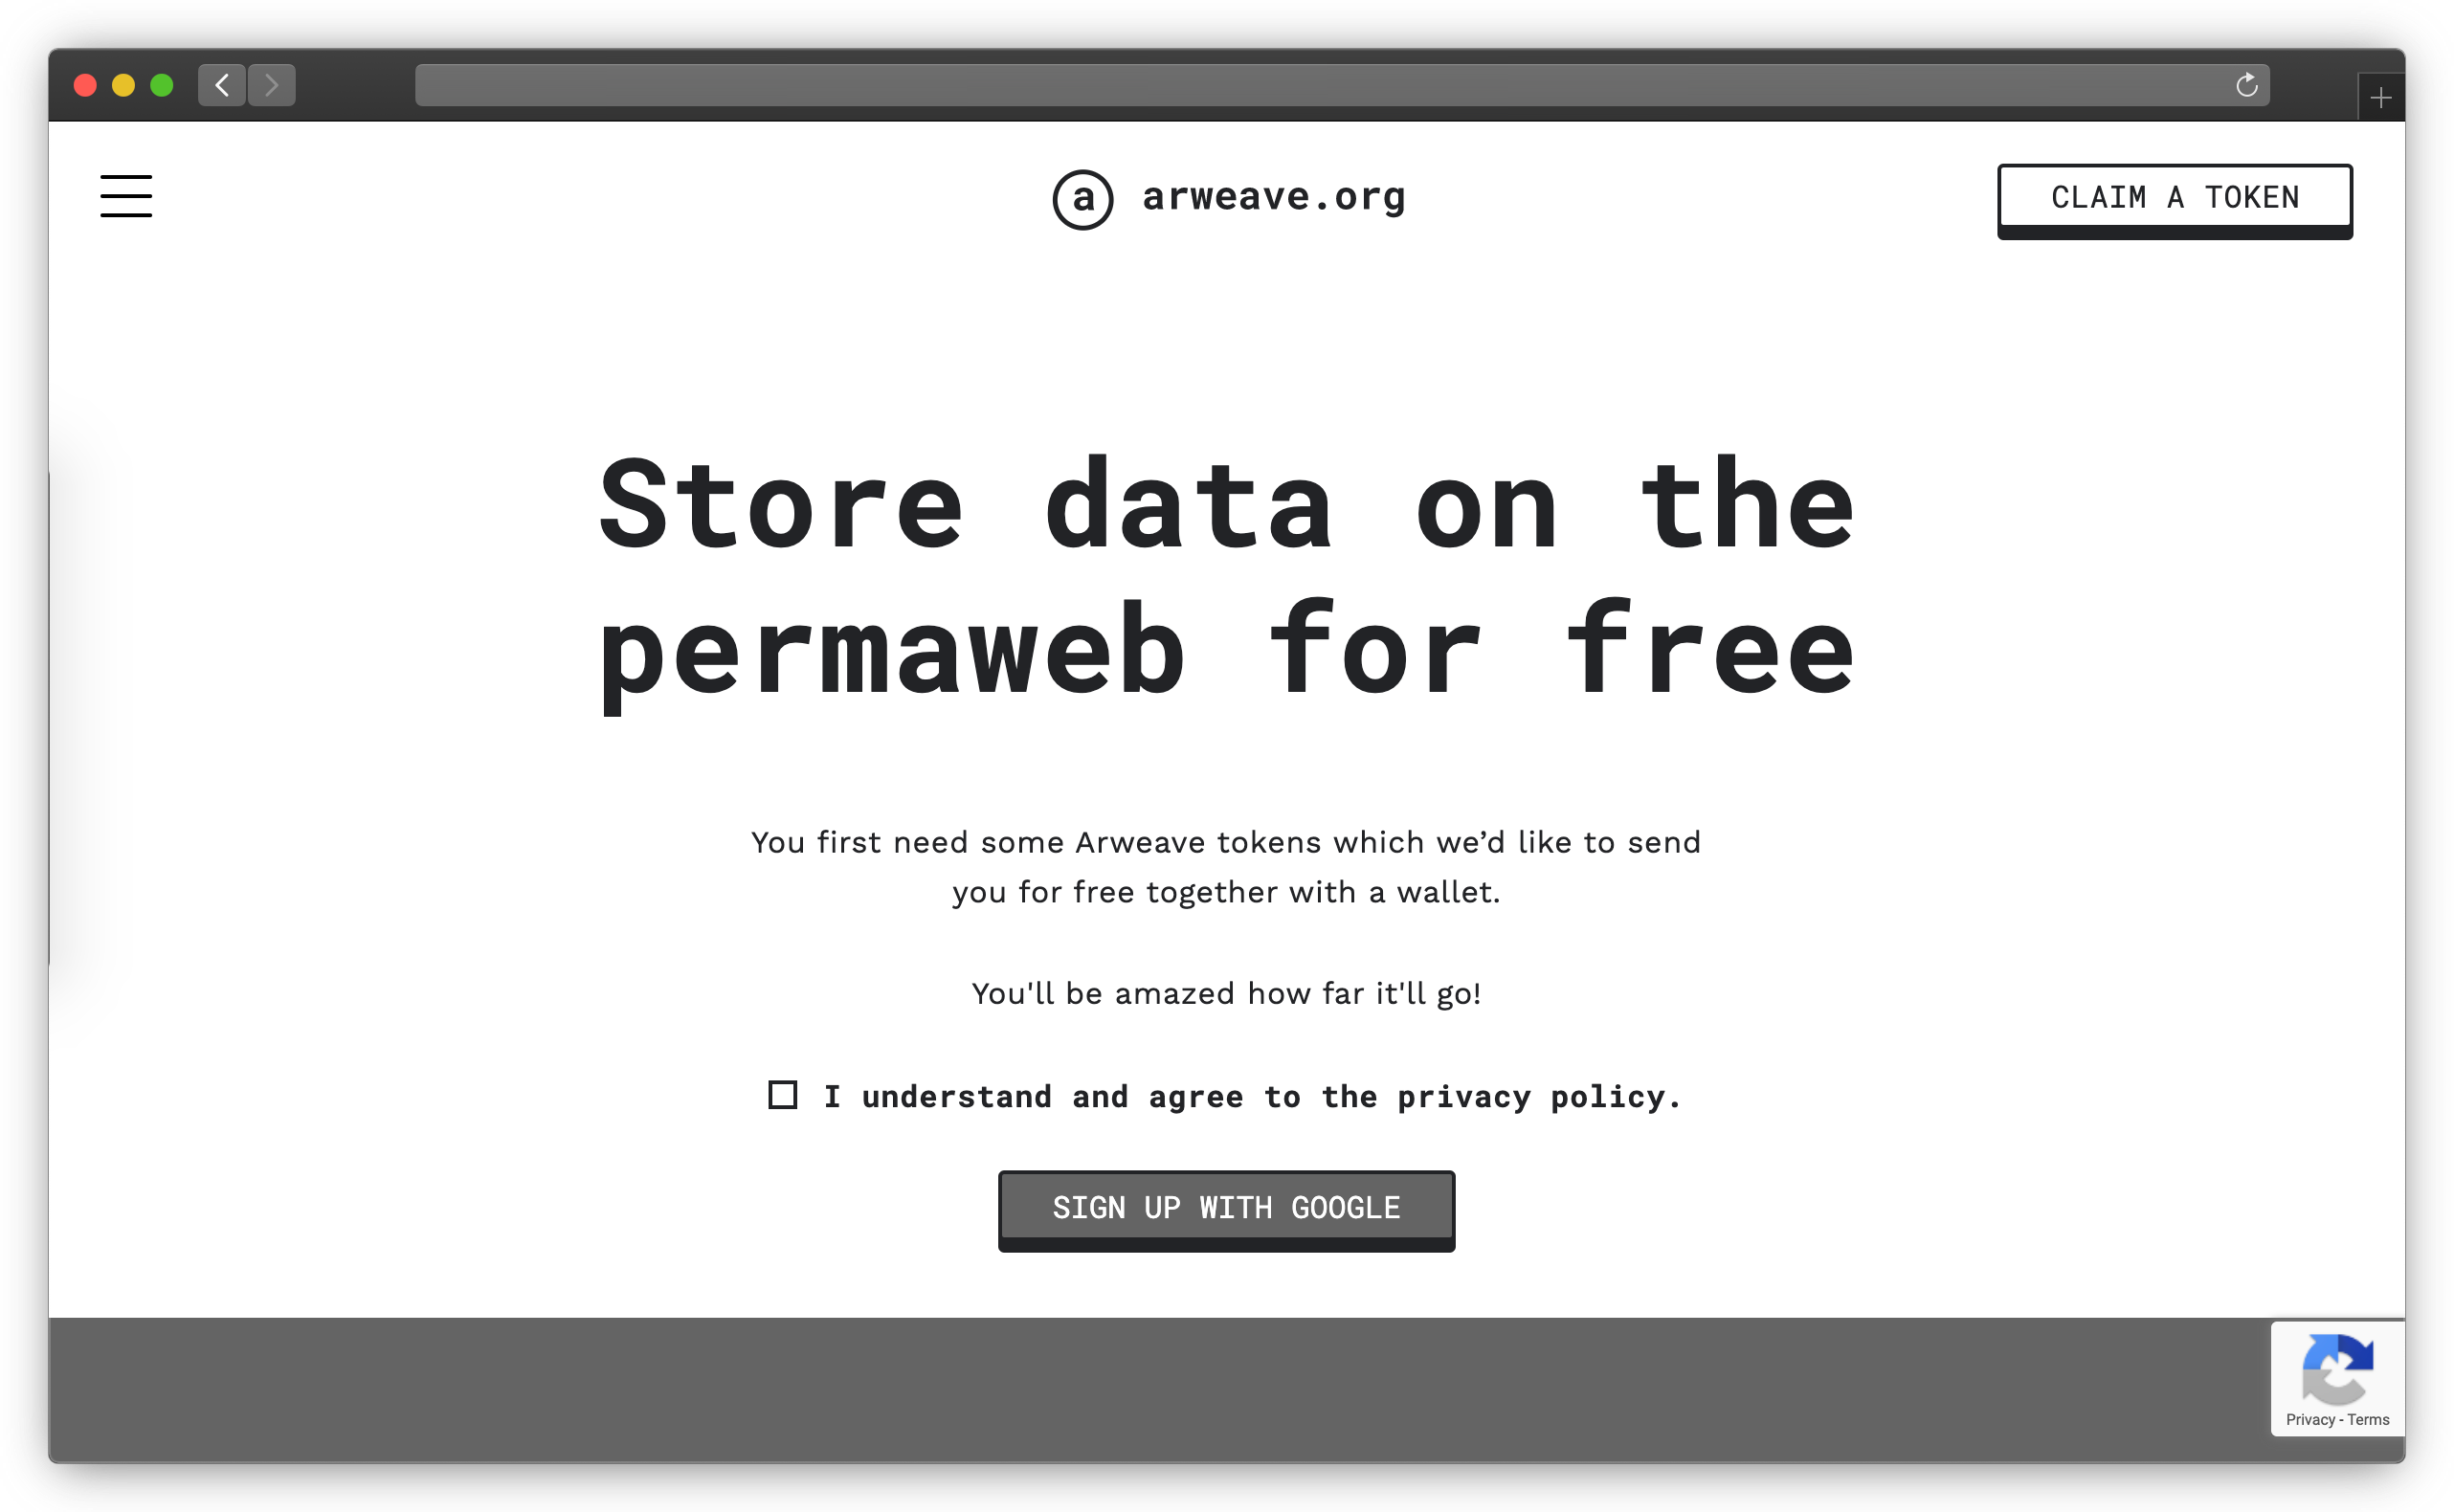 a arweave.org
CLAIM A TOKEN
Store data on the
permaweb for free
You first need some Arweave tokens which we’d like to send
you for free together with a wallet.
You'll be amazed how far it'll go!
I understand and agree to the privacy policy.
SIGN UP WITH GOOGLE
Privacy - Terms